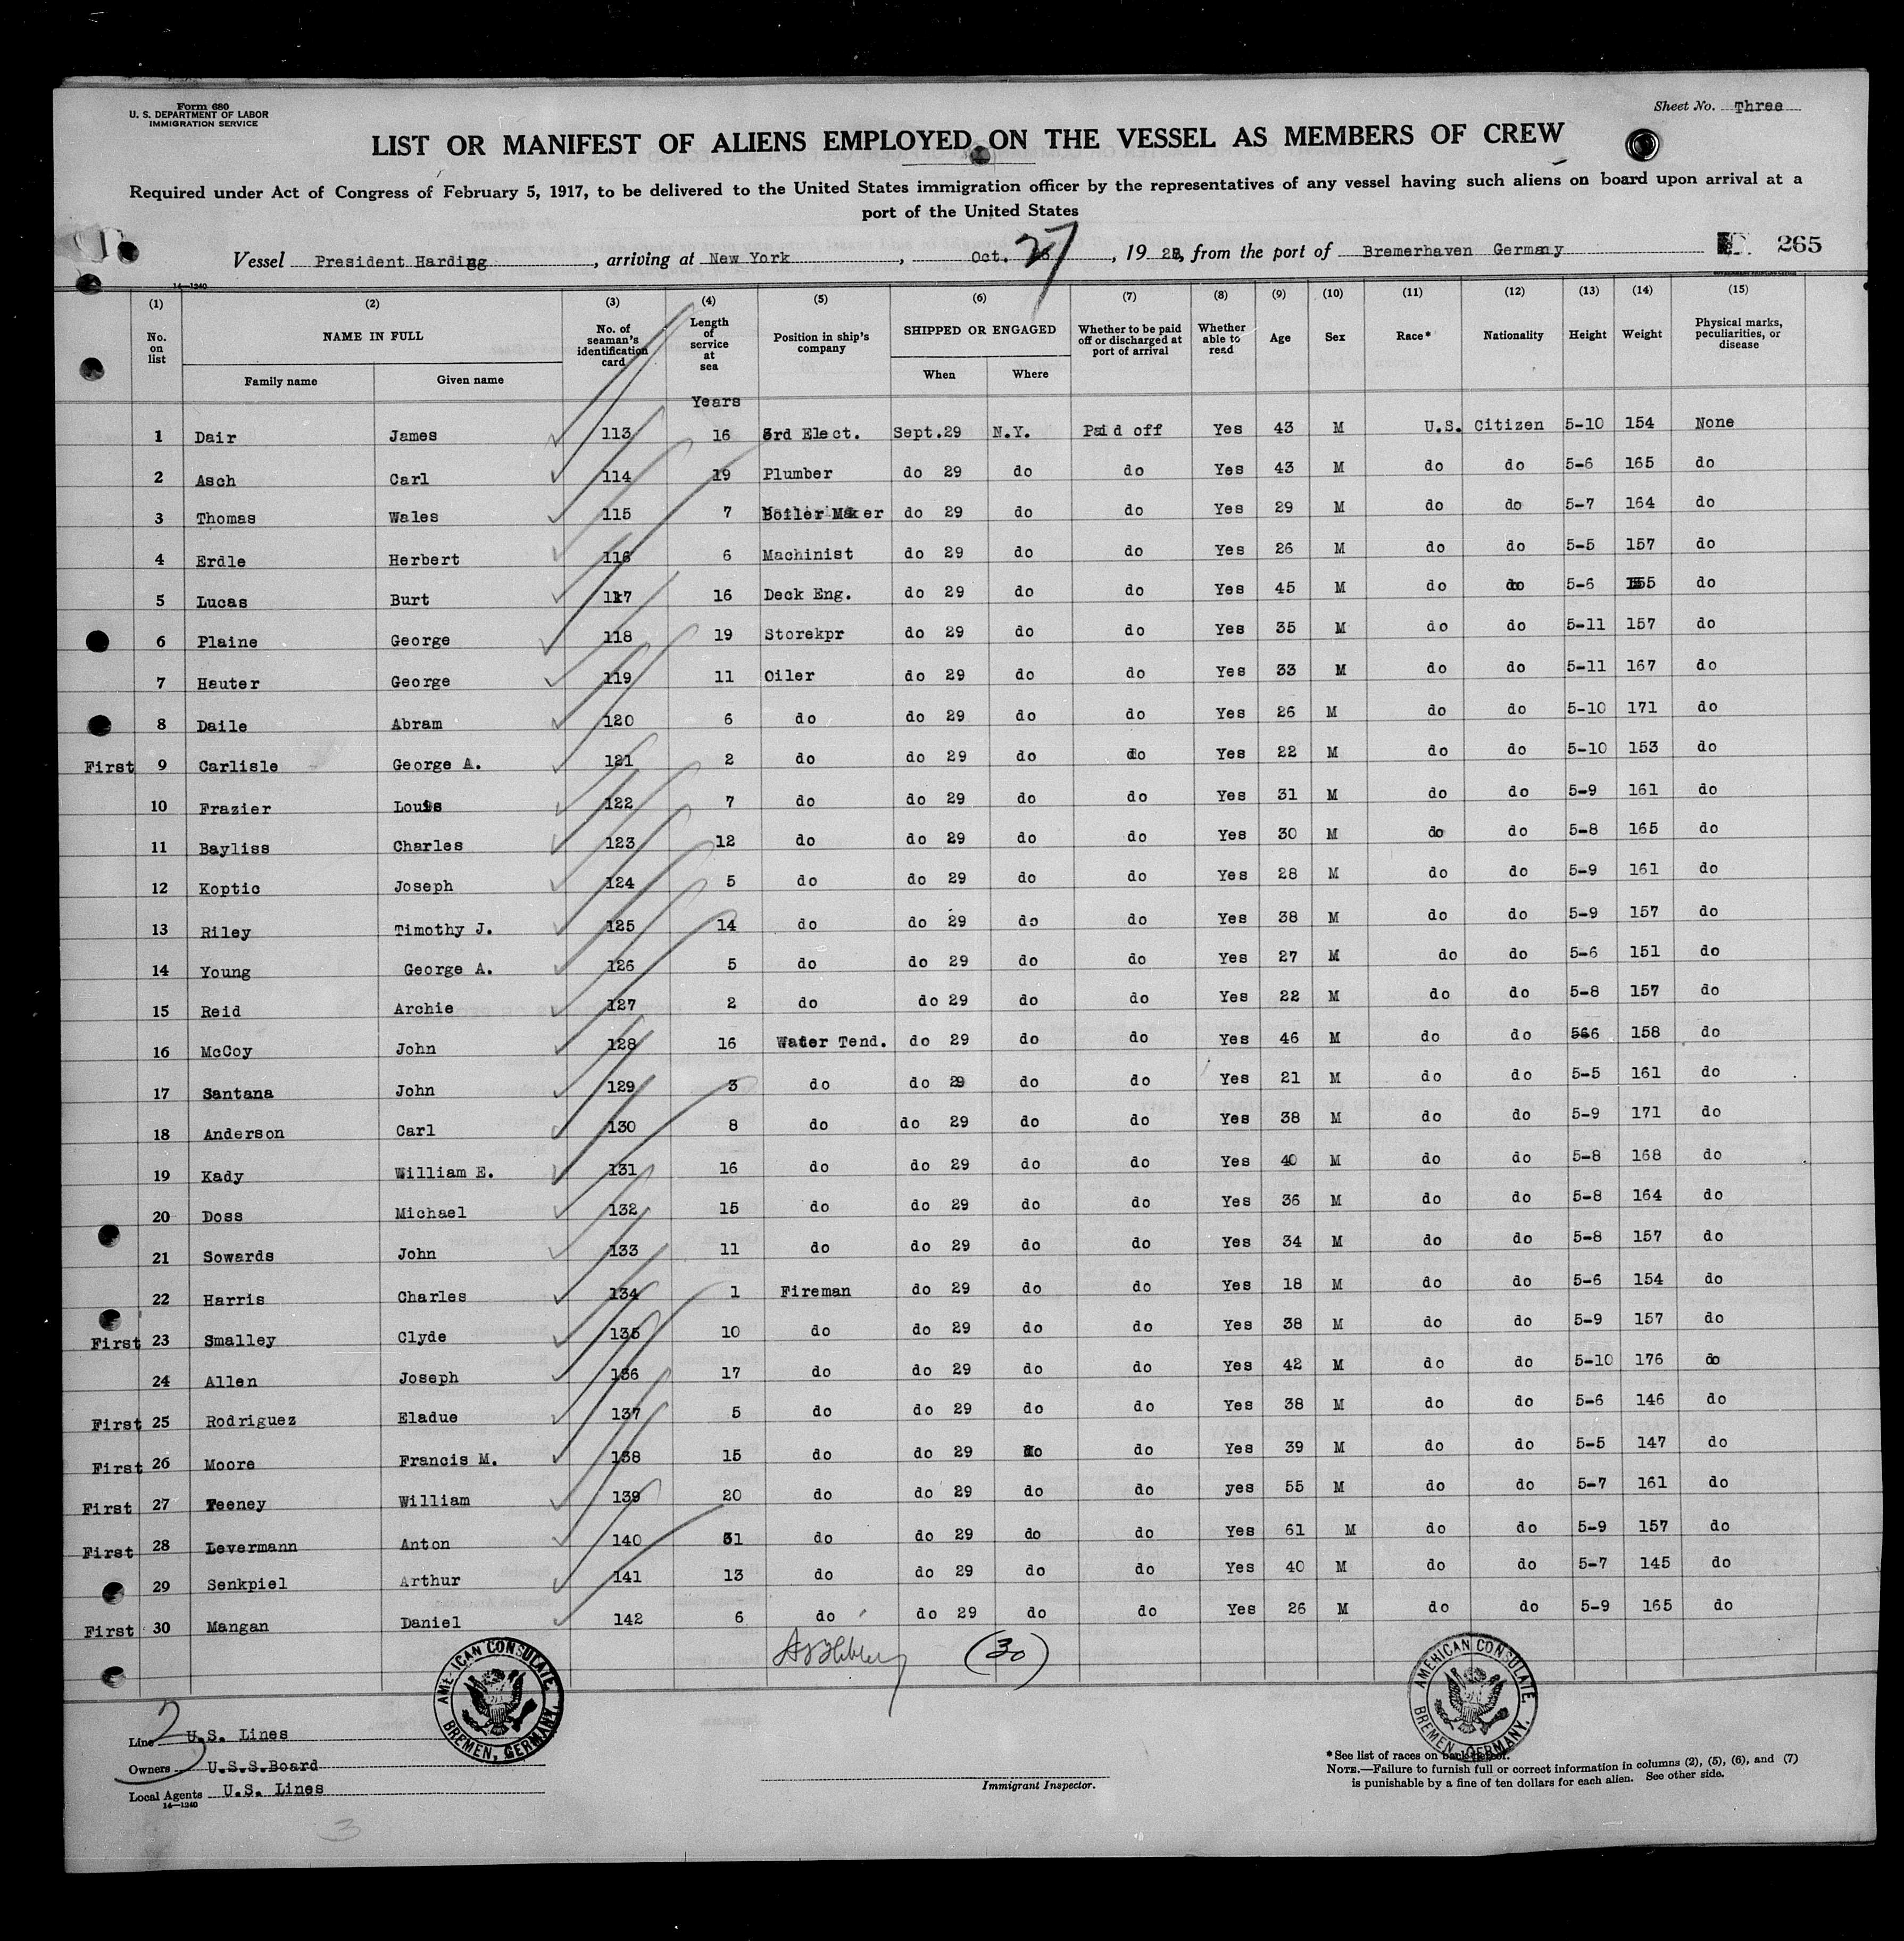 Form 680
U. S. DEPARTMENT OF LABOR
IMMIGRATION SERVICE
Sheet No. Three
LIST OR MANIFEST OF ALIENS EMPLOYED ON THE VESSEL AS MEMBERS OF CREW
Required under Act of Congress of February 5, 1917, to be delivered to the United States immigration officer by the representatives of any vessel having such aliens on board upon arrival at a
port of the United States
Vessel President Harding, arriving at New York, Oct. 27, 19 22, from the port of Bremerhaven Germany 265
14—1240
(1) (2) (3) (4) (5) (6) (7) (8) (9) (10) (11) (12) (13) (14) (15)
No. on list NAME IN FULL No. of seaman's identification card Length of service at sea Position in ship's company SHIPPED OR ENGAGED Whether to be paid off or discharged at port of arrival Whether able to read Age Sex Race* Nationality Height Weight Physical marks, peculiarities, or disease
Family name Given name When Where
Years
1 Dair James 113 16 3rd Elect. Sept.29 N.Y. Paid off Yes 43 M U.S. Citizen 5-10 154 None
2 Asch Carl 114 19 Plumber do 29 do do Yes 43 M do do 5-6 165 do
3 Thomas Wales 115 7 Boiler Maker do 29 do do Yes 29 M do do 5-7 164 do
4 Erdle Herbert 116 6 Machinist do 29 do do Yes 26 M do do 5-5 157 do
5 Lucas Burt 117 16 Deck Eng. do 29 do do Yes 45 M do do 5-6 155 do
6 Plaine George 118 19 Storekpr do 29 do do Yes 35 M do do 5-11 157 do
7 Hauter George 119 11 Oiler do 29 do do Yes 33 M do do 5-11 167 do
8 Daile Abram 120 6 do do 29 do do Yes 26 M do do 5-10 171 do
First 9 Carlisle George A. 121 2 do do 29 do do Yes 22 M do do 5-10 153 do
10 Frazier Louis 122 7 do do 29 do do Yes 31 M do do 5-9 161 do
11 Bayliss Charles 123 12 do do 29 do do Yes 30 M do do 5-8 165 do
12 Koptic Joseph 124 5 do do 29 do do Yes 28 M do do 5-9 161 do
13 Riley Timothy J. 125 14 do do 29 do do Yes 38 M do do 5-9 157 do
14 Young George A. 126 5 do do 29 do do Yes 27 M do do 5-6 151 do
15 Reid Archie 127 2 do do 29 do do Yes 22 M do do 5-8 157 do
16 McCoy John 128 16 Water Tend. do 29 do do Yes 46 M do do 5-6 158 do
17 Santana John 129 3 do do 29 do do Yes 21 M do do 5-5 161 do
18 Anderson Carl 130 8 do do 29 do do Yes 38 M do do 5-9 171 do
19 Kady William E. 131 16 do do 29 do do Yes 40 M do do 5-8 168 do
20 Doss Michael 132 15 do do 29 do do Yes 36 M do do 5-8 164 do
21 Sowards John 133 11 do do 29 do do Yes 34 M do do 5-8 157 do
22 Harris Charles 134 1 Fireman do 29 do do Yes 18 M do do 5-6 154 do
First 23 Smalley Clyde 135 10 do do 29 do do Yes 38 M do do 5-9 157 do
24 Allen Joseph 136 17 do do 29 do do Yes 42 M do do 5-10 176 do
First 25 Rodriguez Eladue 137 5 do do 29 do do Yes 38 M do do 5-6 146 do
First 26 Moore Francis M. 138 15 do do 29 do do Yes 39 M do do 5-5 147 do
First 27 Feeney William 139 20 do do 29 do do yes 55 M do do 5-7 161 do
First 28 Levermann Anton 140 31 do do 29 do do Yes 61 M do do 5-9 157 do
29 Senkpiel Arthur 141 13 do do 29 do do Yes 40 M do do 5-7 145 do
First 30 Mangan Daniel 142 6 do do 29 do do Yes 26 M do do 5-9 165 do
(30)
AMERICAN CONSULATE, BREMEN, GERMANY.
AMERICAN CONSULATE, BREMEN, GERMANY.
2
Line U.S. Lines
Owners U.S.S.Board
Local Agents U.S. Lines
14—1240
Immigrant Inspector.
*See list of races on back hereof.
NOTE.—Failure to furnish full or correct information in columns (2), (5), (6), and (7)
is punishable by a fine of ten dollars for each alien. See other side.
3